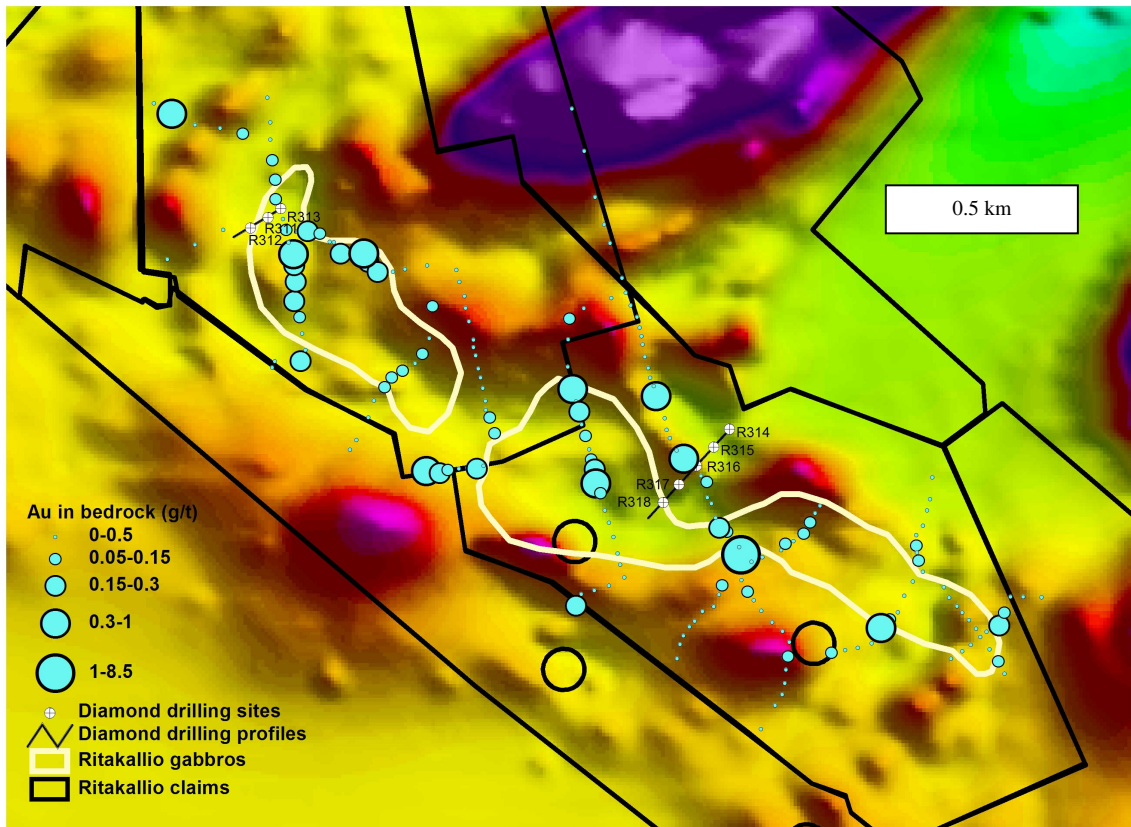 0.5 km
R313
R311
R312
R314
R315
R316
R317
R318
Au in bedrock (g/t)
0-0.5
0.05-0.15
0.15-0.3
0.3-1
1-8.5
Diamond drilling sites
Diamond drilling profiles
Ritakallio gabbros
Ritakallio claims